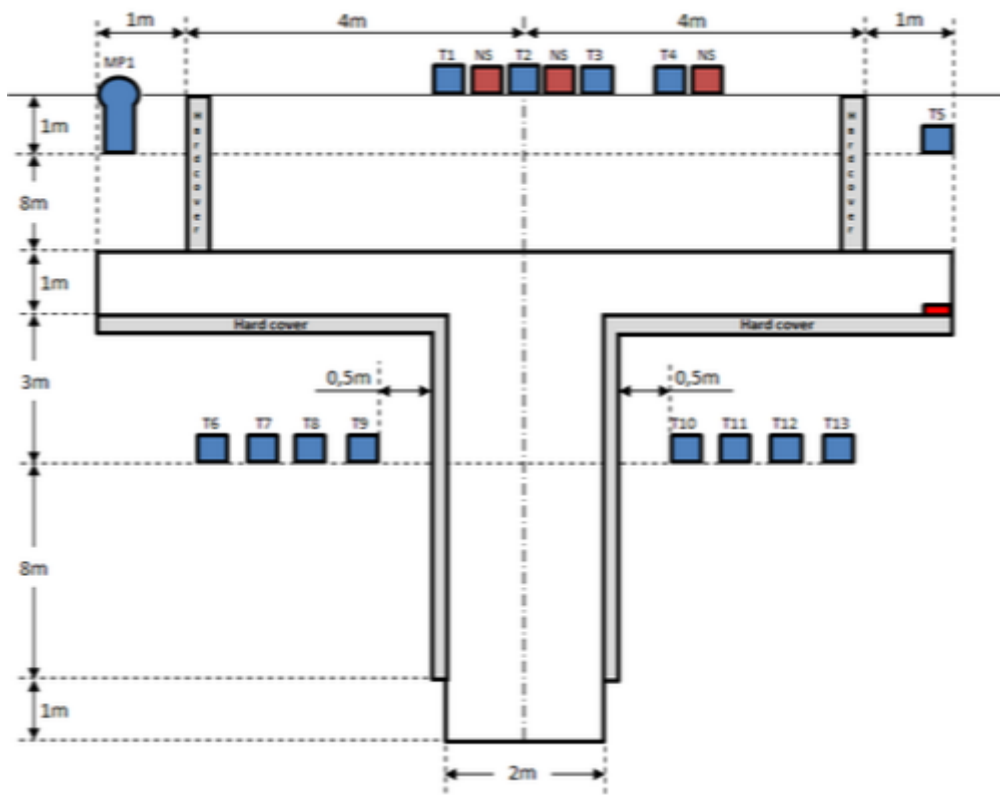 1m 4m 4m 1m
MP1 T1 NS T2 NS T3 T4 NS
1m Hardcover Hardcover T5
8m
1m
Hard cover Hard cover
3m 0,5m 0,5m
T6 T7 T8 T9 T10 T11 T12 T13
8m
1m
2m